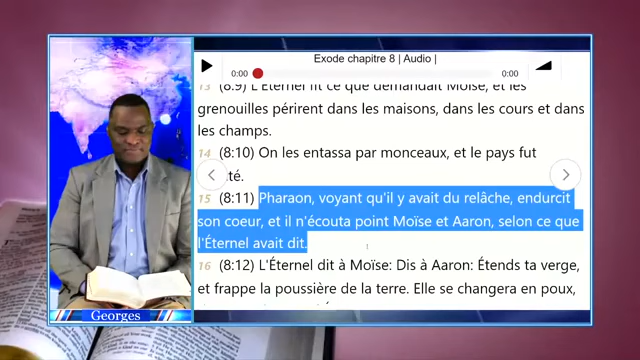 Exode chapitre 8 | Audio |
0:00
0:00
13 (8:9) L'Éternel fit ce que demandait Moïse; et les
grenouilles périrent dans les maisons, dans les cours et dans
les champs.
14 (8:10) On les entassa par monceaux, et le pays fut
té.
15 (8:11) Pharaon, voyant qu'il y avait du relâche, endurcit
son coeur, et il n'écouta point Moïse et Aaron, selon ce que
l'Éternel avait dit.
16 (8:12) L'Éternel dit à Moïse: Dis à Aaron: Étends ta verge,
et frappe la poussière de la terre. Elle se changera en poux,
Georges